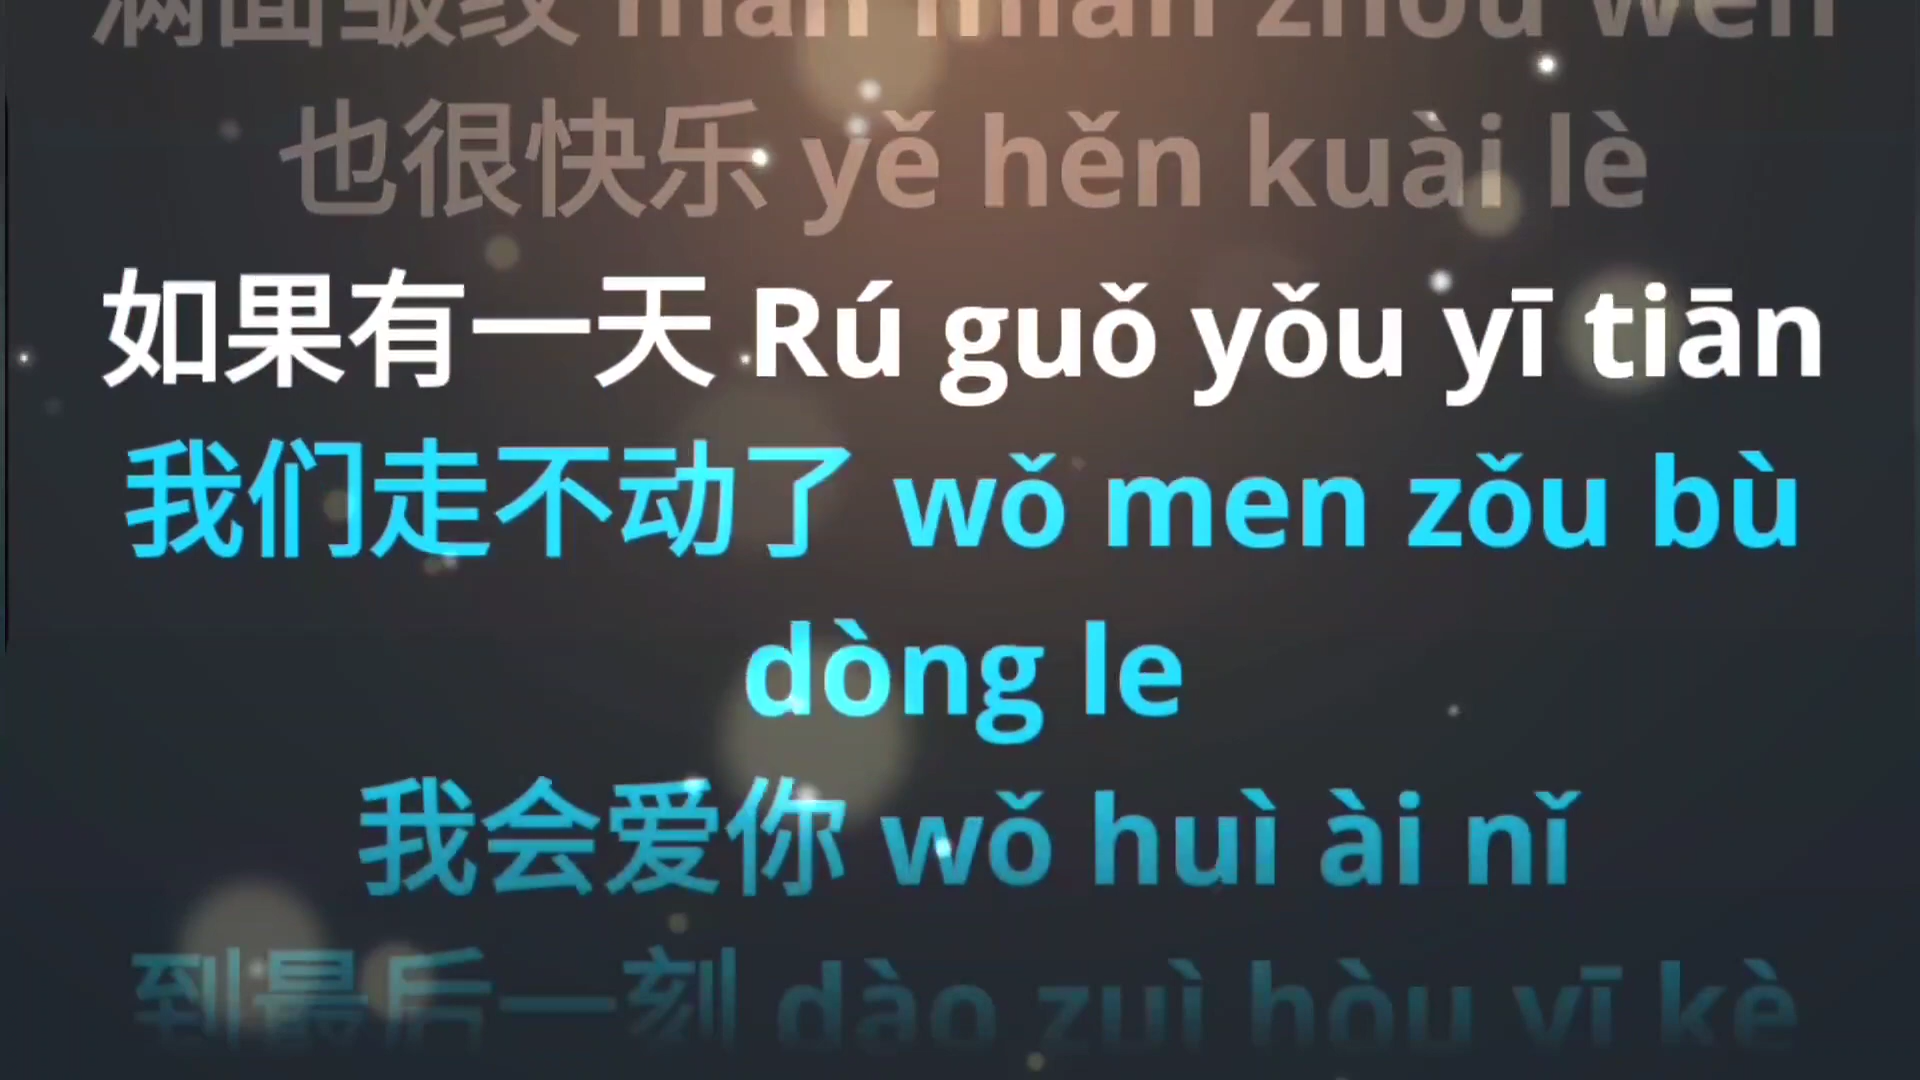 满面皱纹 mǎn miàn zhòu wén
也很快乐 yě hěn kuài lè
如果有一天 Rú guǒ yǒu yī tiān
我们走不动了 wǒ men zǒu bù
dòng le
我会爱你 wǒ huì ài nǐ
到最后一刻 dào zuì hòu yī kè